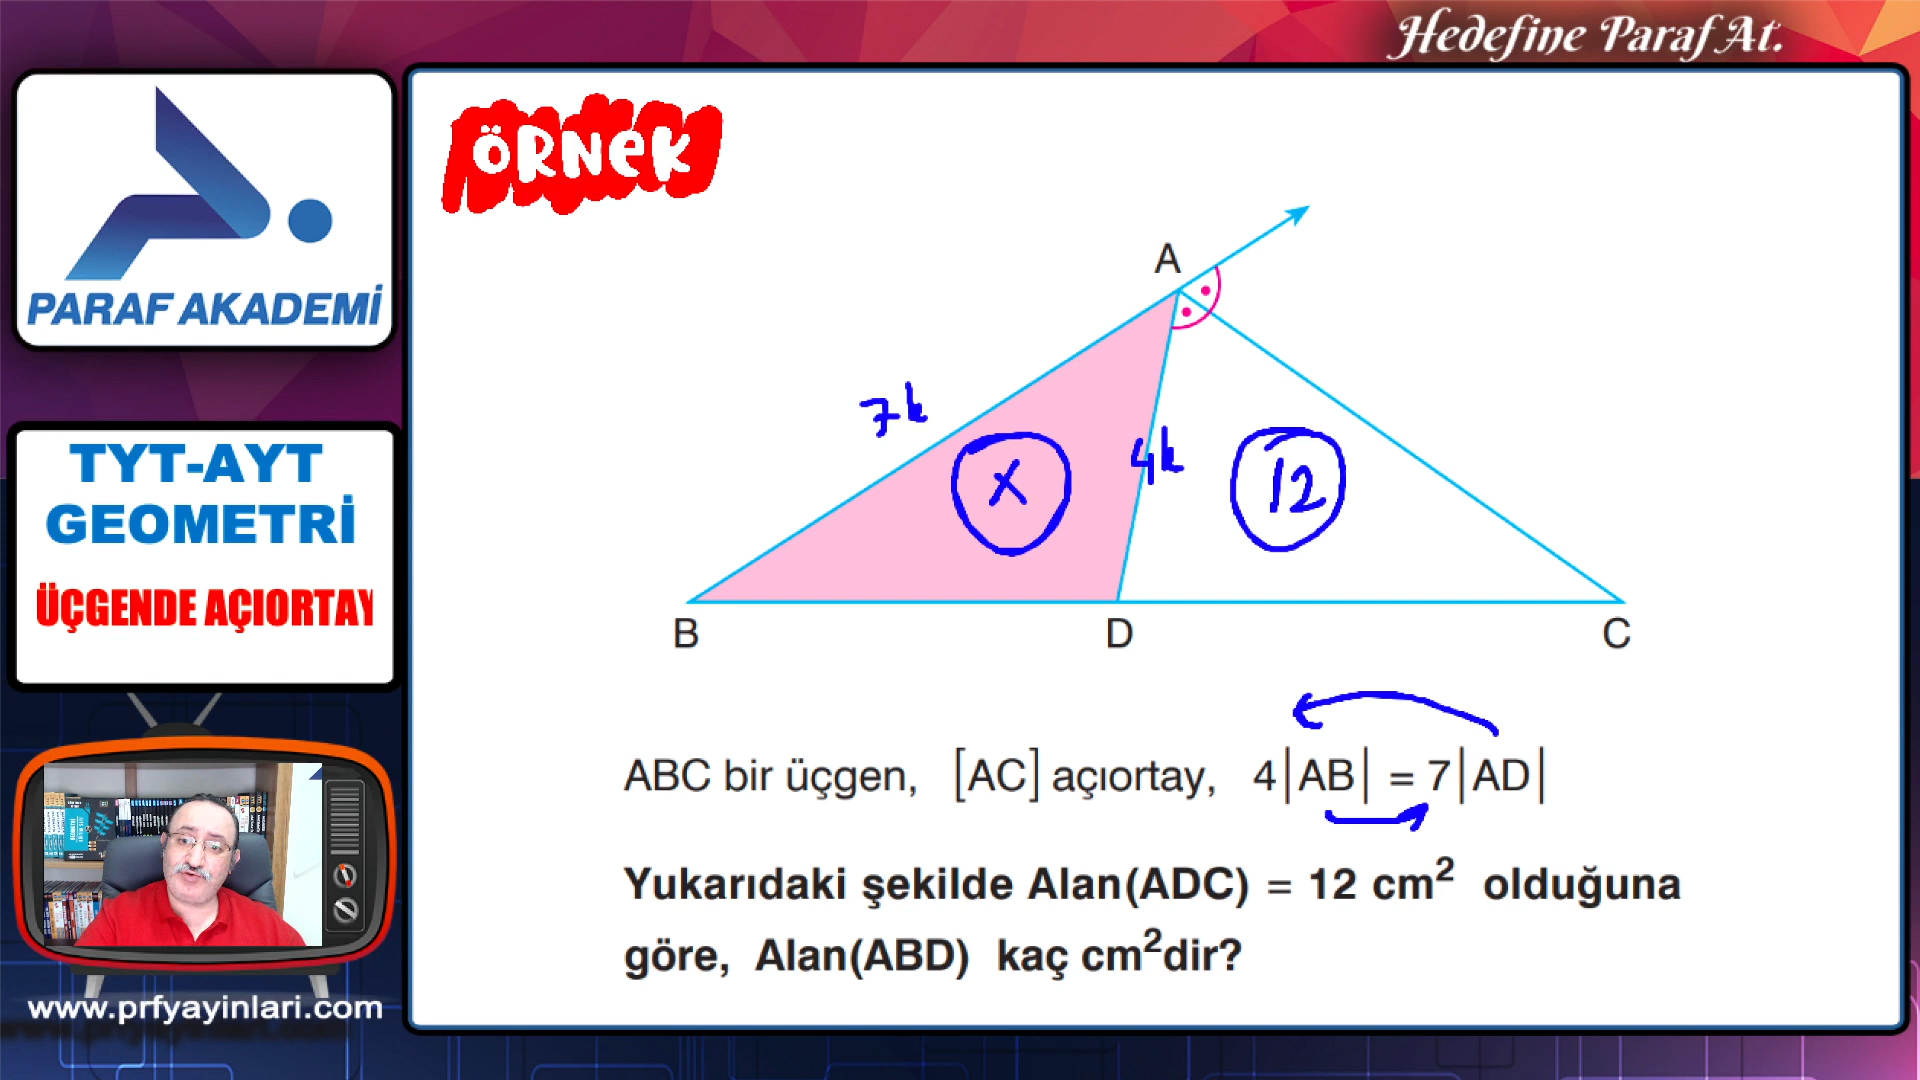 Hedefine Paraf At.
PARAF AKADEMİ
TYT-AYT
GEOMETRİ
ÜÇGENDE AÇIORTAY
www.prfyayinlari.com
ÖRNEK
A
7k
x
4k
12
B
D
C
ABC bir üçgen, [AC] açıortay, 4|AB| = 7|AD|
Yukarıdaki şekilde Alan(ADC) = 12 cm² olduğuna
göre, Alan(ABD) kaç cm²dir?